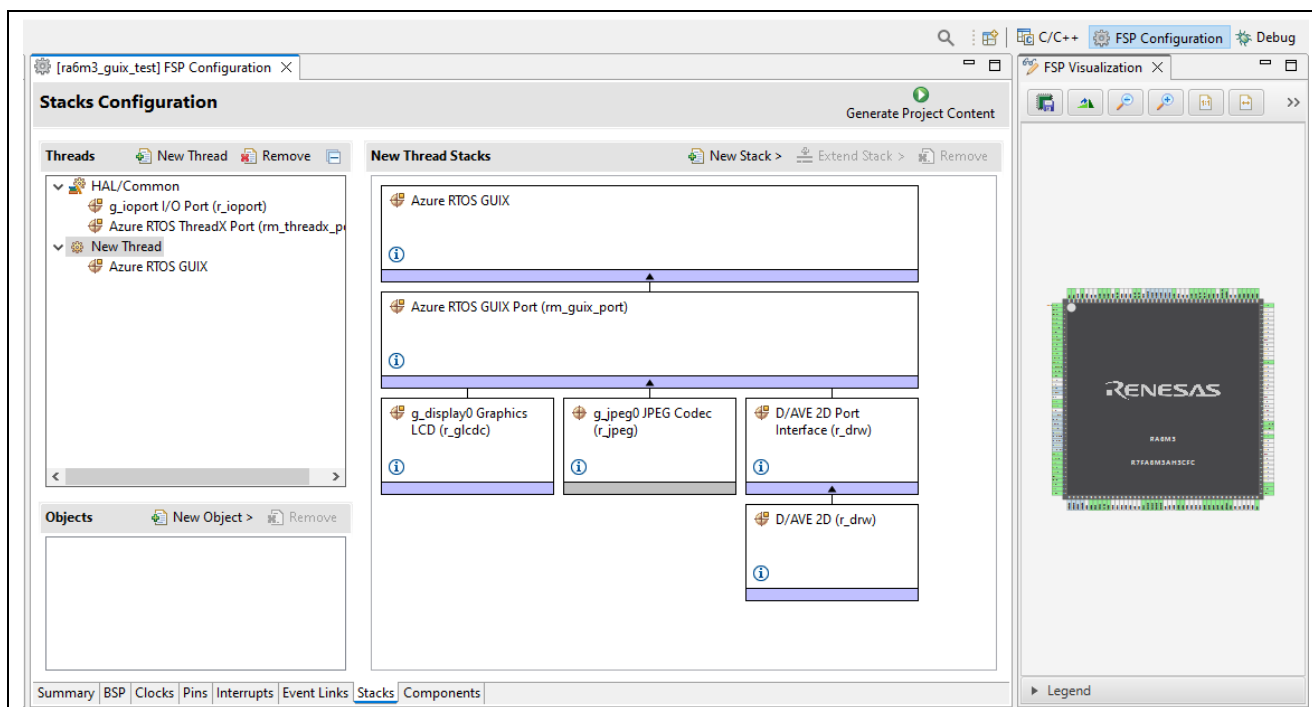 C/C++ FSP Configuration Debug
[ra6m3_guix_test] FSP Configuration
FSP Visualization
Stacks Configuration
Generate Project Content
Threads New Thread Remove
New Thread Stacks New Stack > Extend Stack > Remove
HAL/Common
g_ioport I/O Port (r_ioport)
Azure RTOS ThreadX Port (rm_threadx_p
New Thread
Azure RTOS GUIX
Azure RTOS GUIX
Azure RTOS GUIX Port (rm_guix_port)
g_display0 Graphics
LCD (r_glcdc)
g_jpeg0 JPEG Codec
(r_jpeg)
D/AVE 2D Port
Interface (r_drw)
D/AVE 2D (r_drw)
Objects New Object > Remove
RENESAS
RA6M3
R7FA6M3AH3CFC
Summary BSP Clocks Pins Interrupts Event Links Stacks Components
Legend